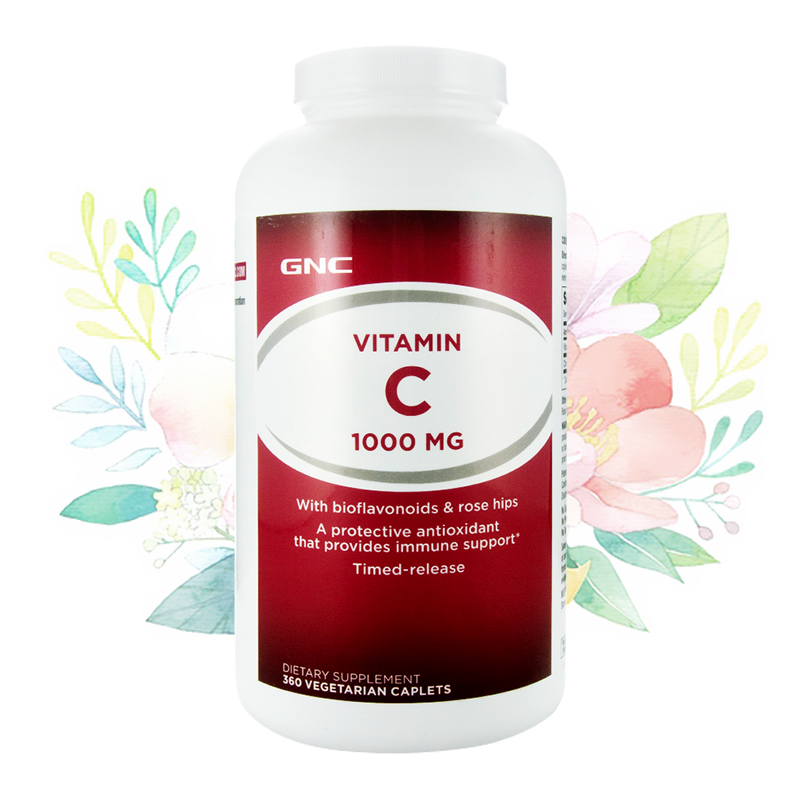 GNC
VITAMIN
C
1000 MG
With bioflavonoids & rose hips
A protective antioxidant
that provides immune support*
Timed-release
DIETARY SUPPLEMENT
360 VEGETARIAN CAPLETS